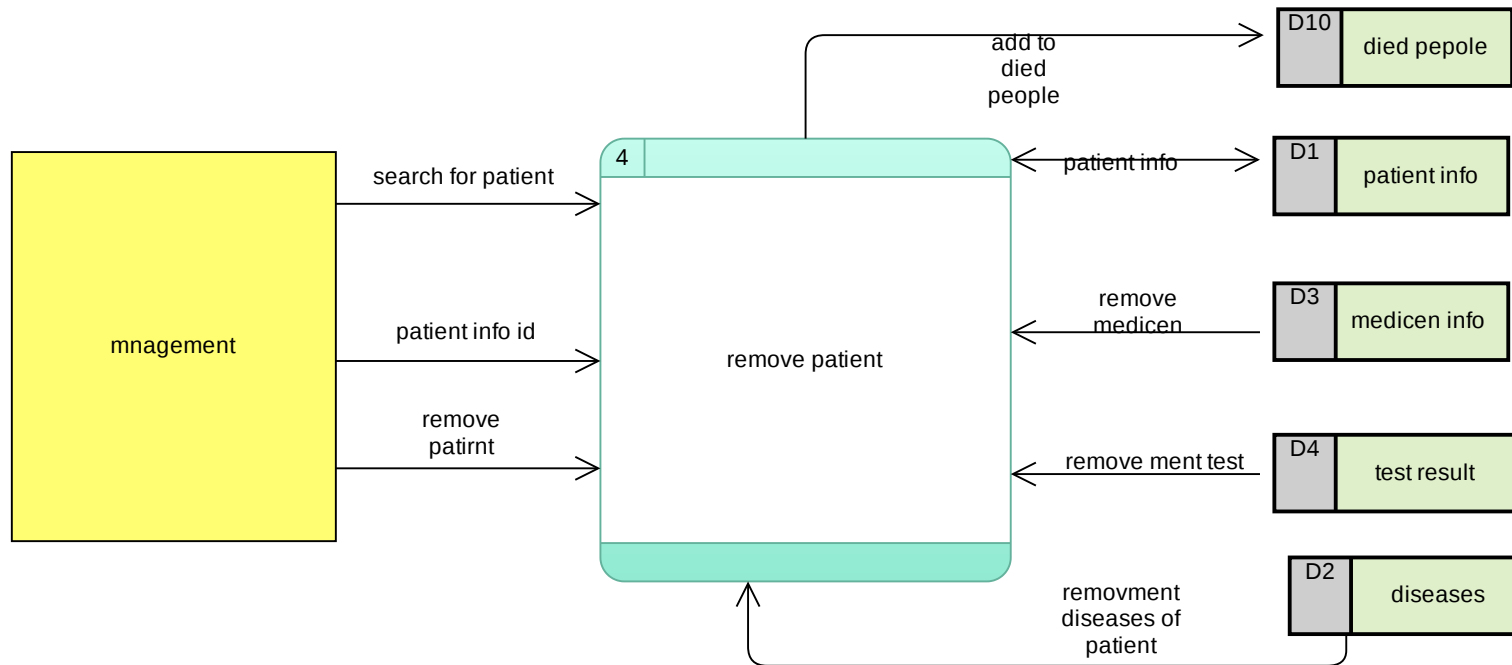 D10
died pepole
add to
died
people
4
patient info
D1
patient info
search for patient
mnagement
patient info id
remove patient
remove
medicen
D3
medicen info
remove
patirnt
remove ment test
D4
test result
D2
diseases
removment
diseases of
patient